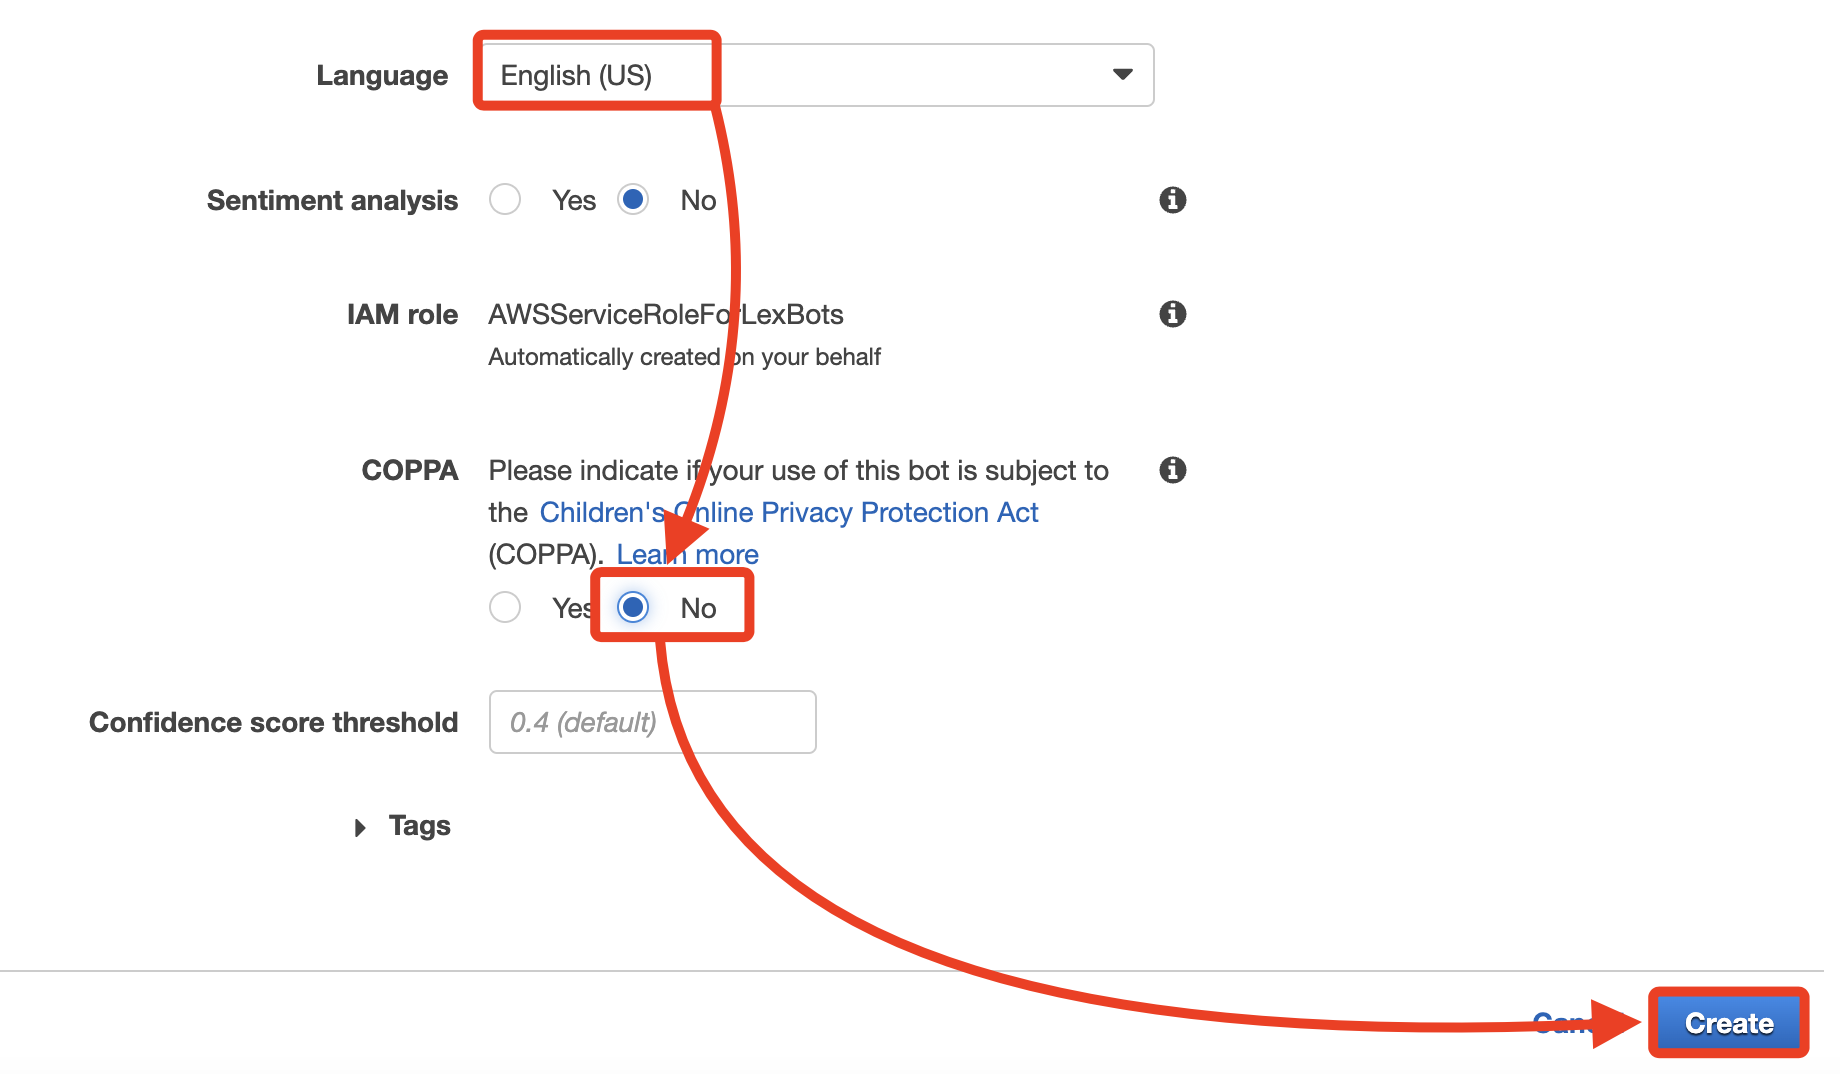 Language English (US)
Sentiment analysis Yes No
IAM role AWSServiceRoleForLexBots
Automatically created on your behalf
COPPA Please indicate if your use of this bot is subject to
the Children's Online Privacy Protection Act
(COPPA). Learn more
Yes No
Confidence score threshold 0.4 (default)
Tags
Cancel Create